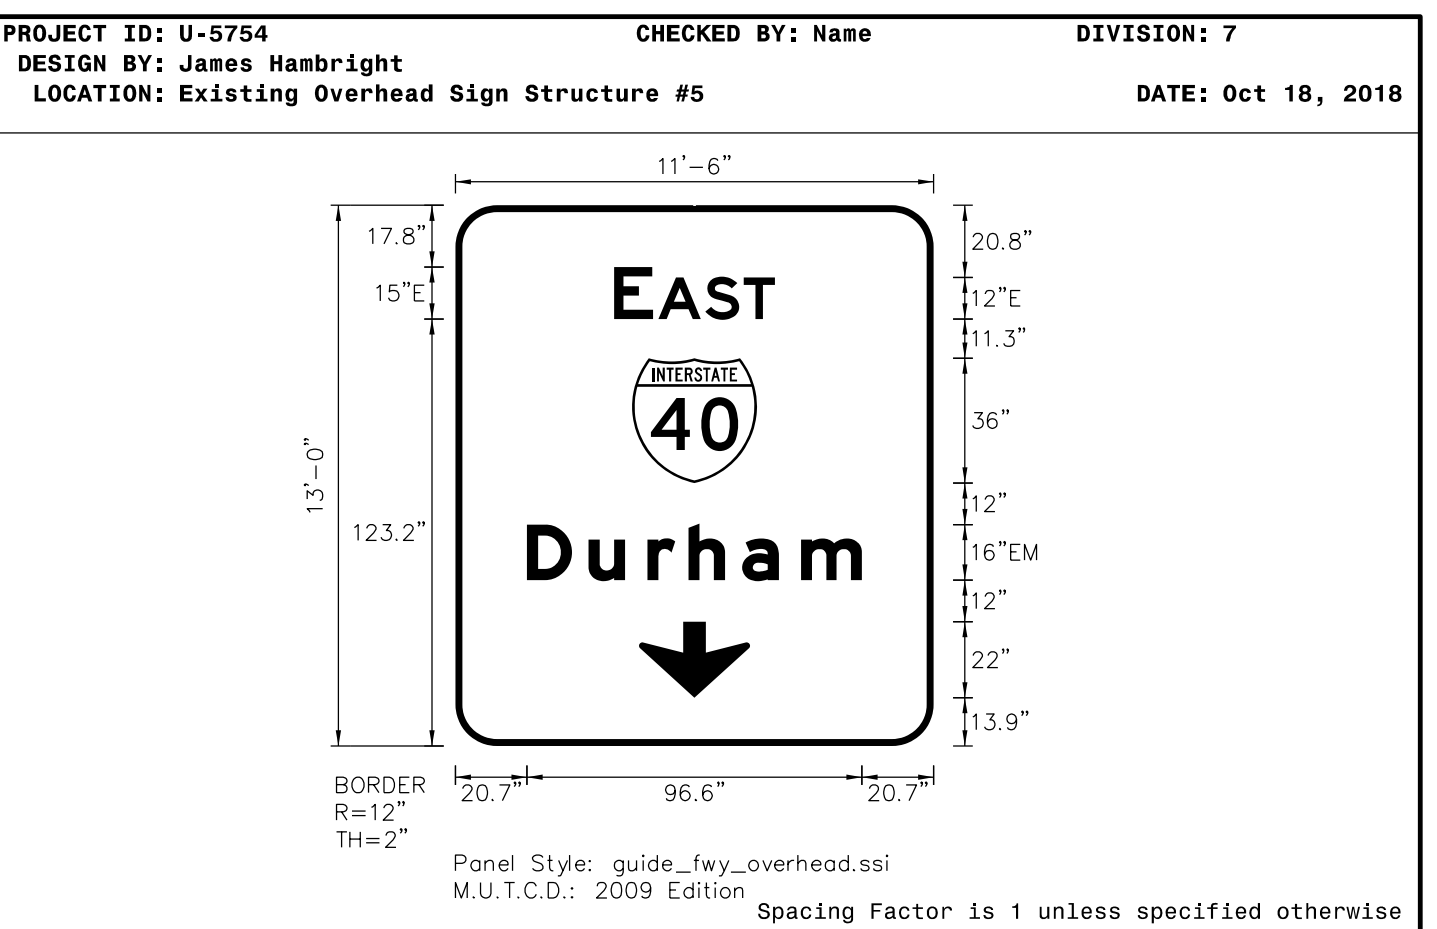 PROJECT ID: U-5754 CHECKED BY: Name DIVISION: 7
DESIGN BY: James Hambright
LOCATION: Existing Overhead Sign Structure #5 DATE: Oct 18, 2018
11'-6"
17.8"
15"E
123.2"
13'-0"
EAST
INTERSTATE
40
Durham
20.8"
12"E
11.3"
36"
12"
16"EM
12"
22"
13.9"
20.7" 96.6" 20.7"
BORDER
R=12"
TH=2"
Panel Style: guide_fwy_overhead.ssi
M.U.T.C.D.: 2009 Edition
Spacing Factor is 1 unless specified otherwise